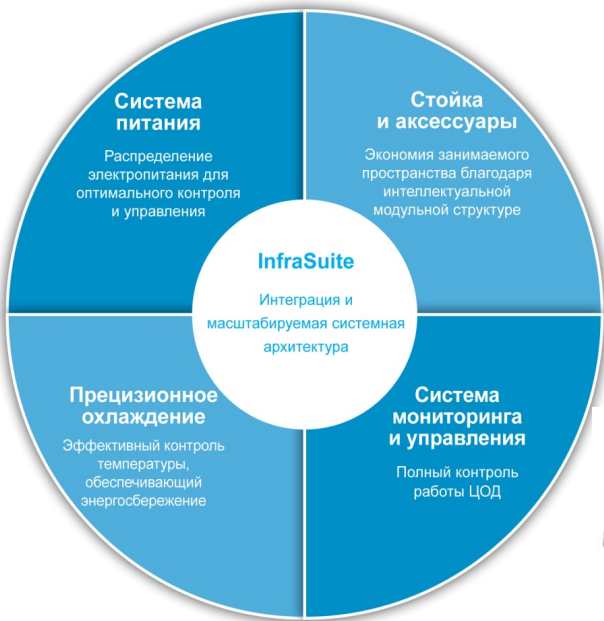 Система
питания
Распределение
электропитания для
оптимального контроля
и управления
Стойка
и аксессуары
Экономия занимаемого
пространства благодаря
интеллектуальной
модульной структуре
InfraSuite
Интеграция и
масштабируемая системная
архитектура
Прецизионное
охлаждение
Эффективный контроль
температуры,
обеспечивающий
энергосбережение
Система
мониторинга
и управления
Полный контроль
работы ЦОД